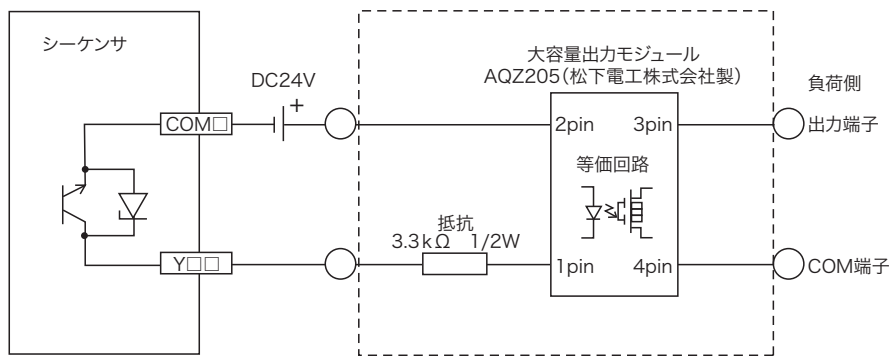 シーケンサ
大容量出力モジュール
AQZ205(松下電工株式会社製)
DC24V
負荷側
+
COM□
2pin
3pin
出力端子
等価回路
抵抗
3.3kΩ 1/2W
Y□□
1pin
4pin
COM端子